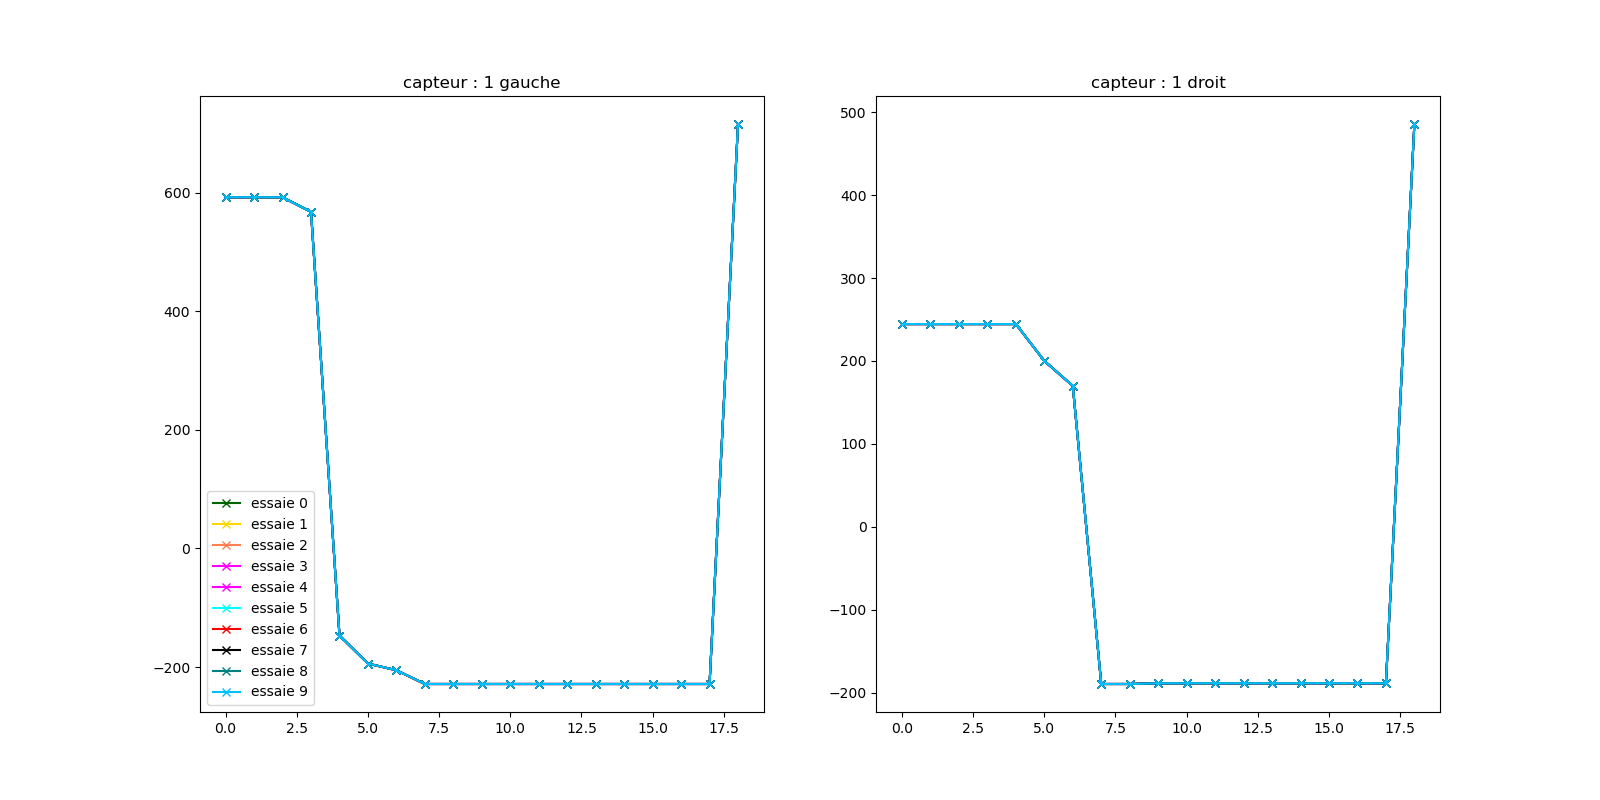 capteur : 1 gauche
600
400
200
0
−200
essaie 0
essaie 1
essaie 2
essaie 3
essaie 4
essaie 5
essaie 6
essaie 7
essaie 8
essaie 9
0.0 2.5 5.0 7.5 10.0 12.5 15.0 17.5
capteur : 1 droit
500
400
300
200
100
0
−100
−200
0.0 2.5 5.0 7.5 10.0 12.5 15.0 17.5